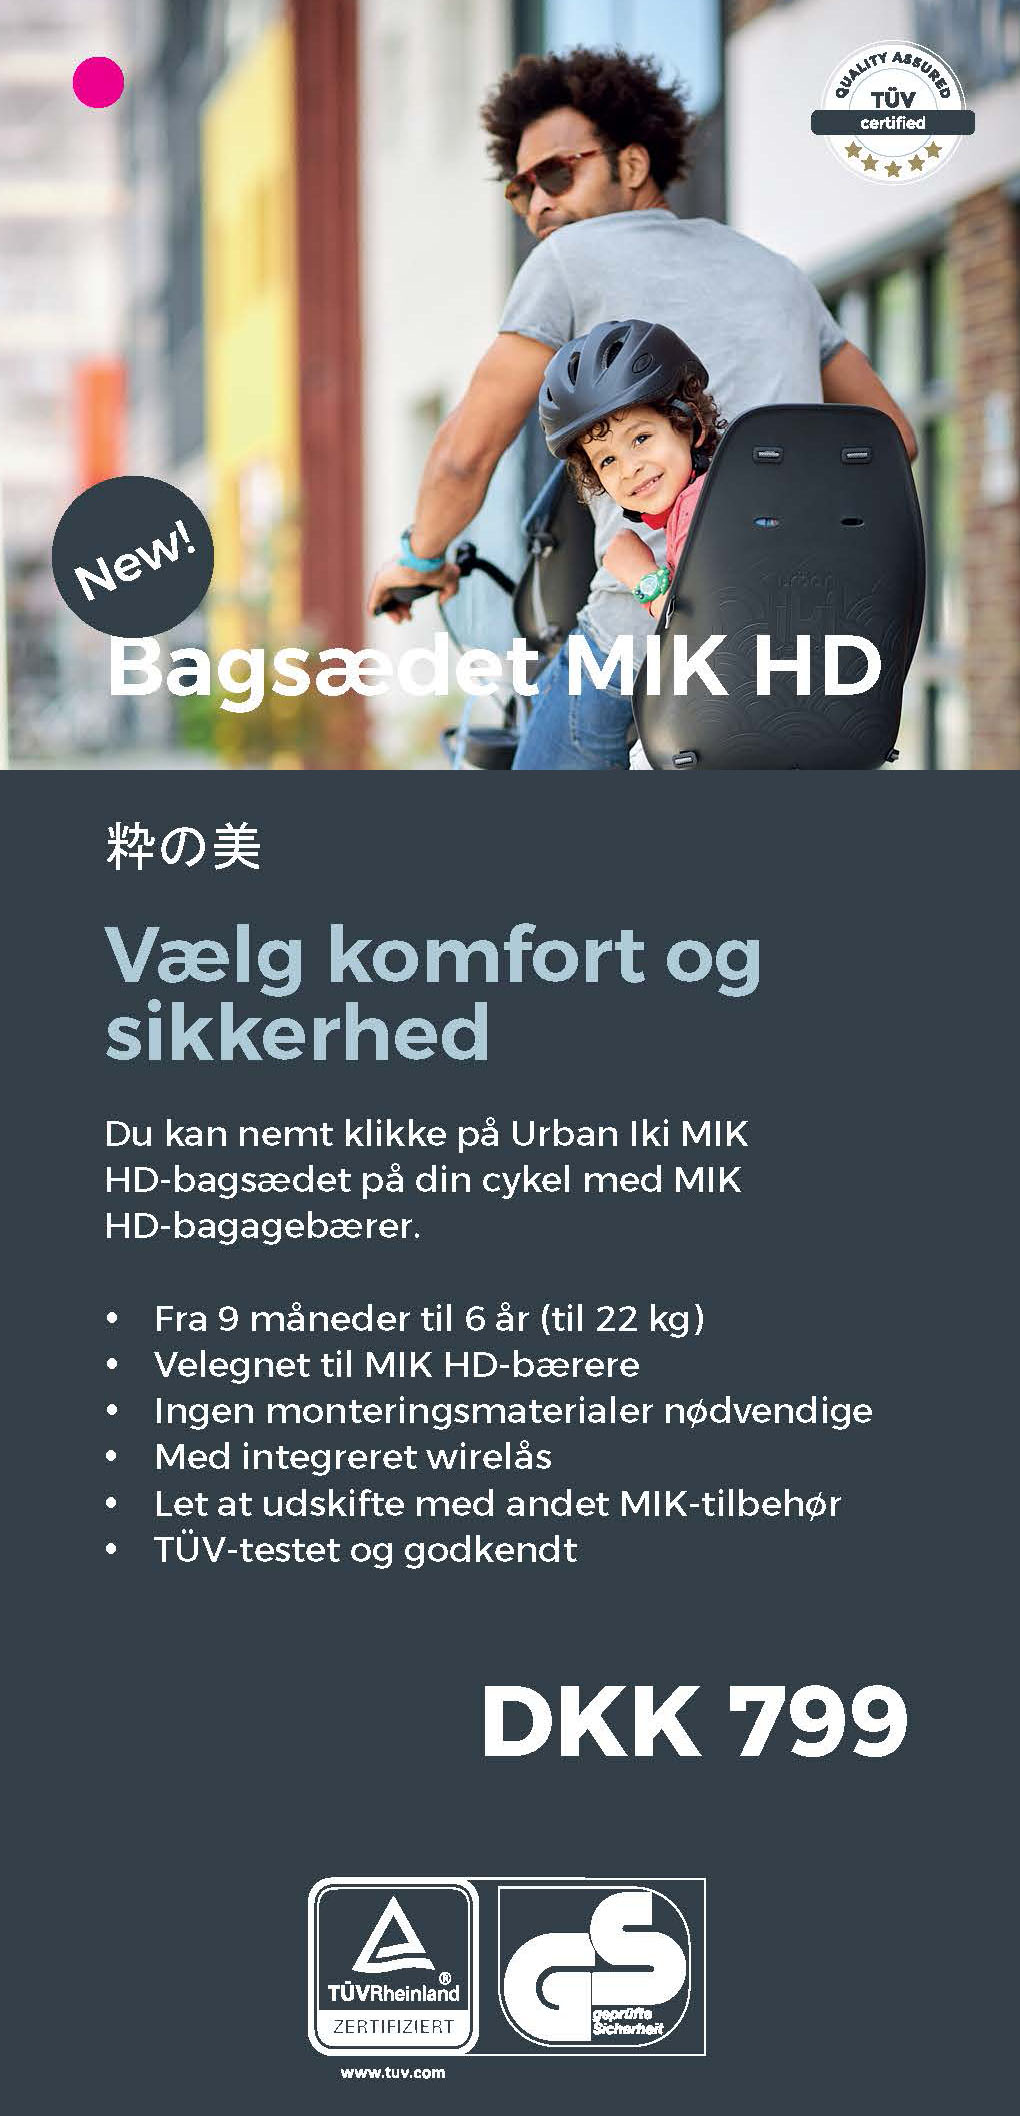 QUALITY ASSURED
TÜV
certified
New!
Bagsædet MIK HD
粋の美
Vælg komfort og
sikkerhed
Du kan nemt klikke på Urban Iki MIK
HD-bagsædet på din cykel med MIK
HD-bagagebærer.
• Fra 9 måneder til 6 år (til 22 kg)
• Velegnet til MIK HD-bærere
• Ingen monteringsmaterialer nødvendige
• Med integreret wirelås
• Let at udskifte med andet MIK-tilbehør
• TÜV-testet og godkendt
DKK 799
TÜVRheinland®
ZERTIFIZIERT
GS
geprüfte
Sicherheit
www.tuv.com